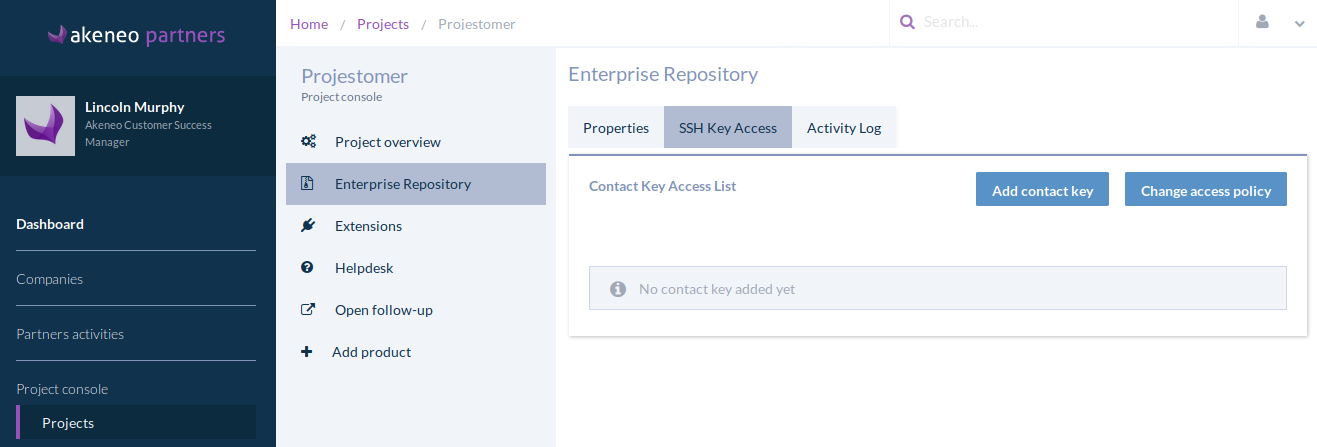 akeneo partners
Lincoln Murphy
Akeneo Customer Success
Manager
Dashboard
Companies
Partners activities
Project console
Projects
Home / Projects / Projestomer
Search...
Projestomer
Project console
Project overview
Enterprise Repository
Extensions
Helpdesk
Open follow-up
Add product
Enterprise Repository
Properties SSH Key Access Activity Log
Contact Key Access List Add contact key Change access policy
No contact key added yet